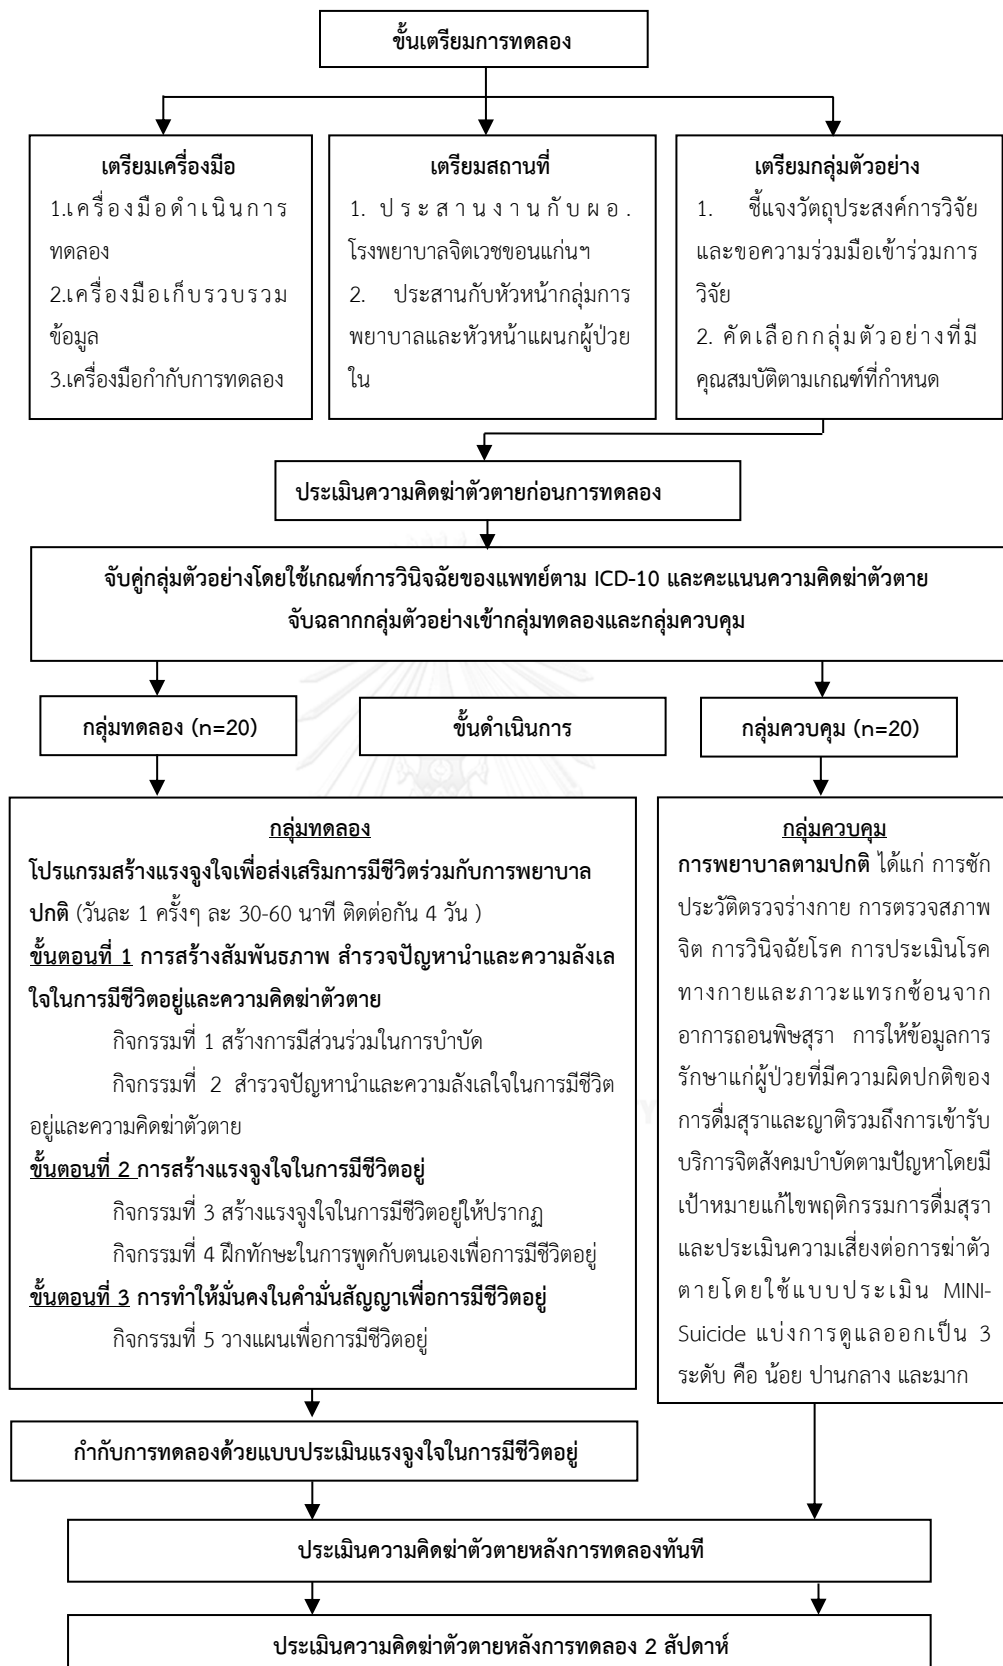 ขั้นเตรียมการทดลอง
เตรียมเครื่องมือ
1.เครื่องมือดำเนินการ
ทดลอง
2.เครื่องมือเก็บรวบรวม
ข้อมูล
3.เครื่องมือกำกับการทดลอง
เตรียมสถานที่
1. ประสานงานกับผอ.
โรงพยาบาลจิตเวชขอนแก่นฯ
2. ประสานกับหัวหน้ากลุ่มการ
พยาบาลและหัวหน้าแผนกผู้ป่วย
ใน
เตรียมกลุ่มตัวอย่าง
1. ชี้แจงวัตถุประสงค์การวิจัย
และขอความร่วมมือเข้าร่วมการ
วิจัย
2. คัดเลือกกลุ่มตัวอย่างที่มี
คุณสมบัติตามเกณฑ์ที่กำหนด
ประเมินความคิดฆ่าตัวตายก่อนการทดลอง
จับคู่กลุ่มตัวอย่างโดยใช้เกณฑ์การวินิจฉัยของแพทย์ตาม ICD-10 และคะแนนความคิดฆ่าตัวตาย
จับฉลากกลุ่มตัวอย่างเข้ากลุ่มทดลองและกลุ่มควบคุม
กลุ่มทดลอง (n=20)
ขั้นดำเนินการ
กลุ่มควบคุม (n=20)
กลุ่มทดลอง
โปรแกรมสร้างแรงจูงใจเพื่อส่งเสริมการมีชีวิตร่วมกับการพยาบาล
ปกติ (วันละ 1 ครั้งๆ ละ 30-60 นาที ติดต่อกัน 4 วัน )
ขั้นตอนที่ 1 การสร้างสัมพันธภาพ สำรวจปัญหานำและความลังเล
ใจในการมีชีวิตอยู่และความคิดฆ่าตัวตาย
กิจกรรมที่ 1 สร้างการมีส่วนร่วมในการบำบัด
กิจกรรมที่ 2 สำรวจปัญหานำและความลังเลใจในการมีชีวิต
อยู่และความคิดฆ่าตัวตาย
ขั้นตอนที่ 2 การสร้างแรงจูงใจในการมีชีวิตอยู่
กิจกรรมที่ 3 สร้างแรงจูงใจในการมีชีวิตอยู่ให้ปรากฏ
กิจกรรมที่ 4 ฝึกทักษะในการพูดกับตนเองเพื่อการมีชีวิตอยู่
ขั้นตอนที่ 3 การทำให้มั่นคงในคำมั่นสัญญาเพื่อการมีชีวิตอยู่
กิจกรรมที่ 5 วางแผนเพื่อการมีชีวิตอยู่
กลุ่มควบคุม
การพยาบาลตามปกติ ได้แก่ การซัก
ประวัติตรวจร่างกาย การตรวจสภาพ
จิต การวินิจฉัยโรค การประเมินโรค
ทางกายและภาวะแทรกซ้อนจาก
อาการถอนพิษสุรา การให้ข้อมูลการ
รักษาแก่ผู้ป่วยที่มีความผิดปกติของ
การดื่มสุราและญาติรวมถึงการเข้ารับ
บริการจิตสังคมบำบัดตามปัญหาโดยมี
เป้าหมายแก้ไขพฤติกรรมการดื่มสุรา
และประเมินความเสี่ยงต่อการฆ่าตัว
ตายโดยใช้แบบประเมิน MINI-
Suicide แบ่งการดูแลออกเป็น 3
ระดับ คือ น้อย ปานกลาง และมาก
กำกับการทดลองด้วยแบบประเมินแรงจูงใจในการมีชีวิตอยู่
ประเมินความคิดฆ่าตัวตายหลังการทดลองทันที
ประเมินความคิดฆ่าตัวตายหลังการทดลอง 2 สัปดาห์